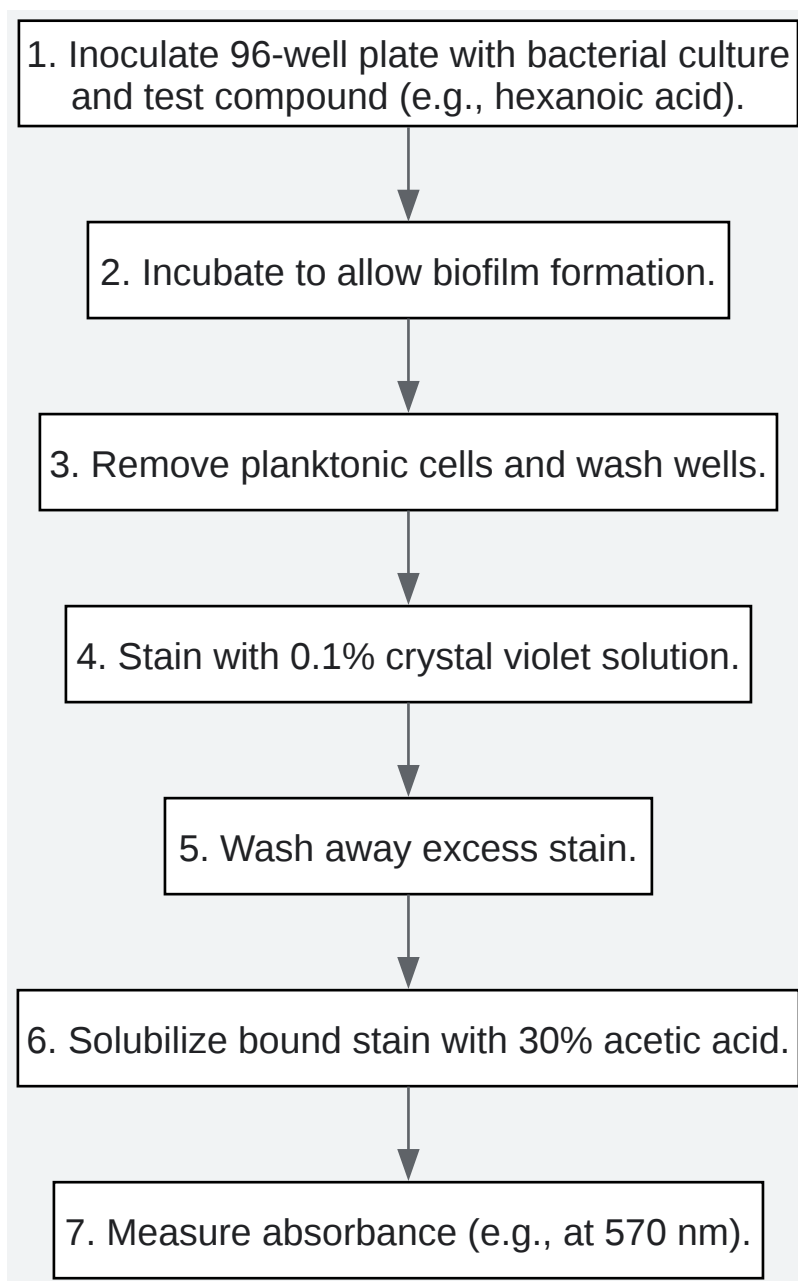 1. Inoculate 96-well plate with bacterial culture
and test compound (e.g., hexanoic acid).
2. Incubate to allow biofilm formation.
3. Remove planktonic cells and wash wells.
4. Stain with 0.1% crystal violet solution.
5. Wash away excess stain.
6. Solubilize bound stain with 30% acetic acid.
7. Measure absorbance (e.g., at 570 nm).